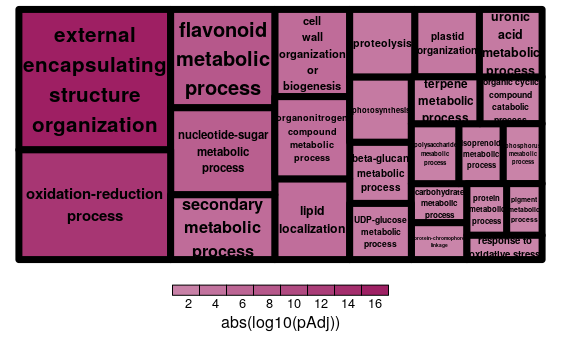 external
encapsulating
structure
organization
oxidation-reduction
process
flavonoid
metabolic
process
nucleotide-sugar
metabolic
process
secondary
metabolic
process
cell
wall
organization
or
biogenesis
organonitrogen
compound
metabolic
process
lipid
localization
proteolysis
photosynthesis
beta-glucan
metabolic
process
UDP-glucose
metabolic
process
plastid
organization
uronic
acid
metabolic
process
terpene
metabolic
process
organic cyclic
compound
catabolic
process
polysaccharide
metabolic
process
isoprenoid
metabolic
process
phosphorus
metabolic
process
carbohydrate
metabolic
process
protein
metabolic
process
pigment
metabolic
process
protein-chromophore
linkage
response to
oxidative stress
2 4 6 8 10 12 14 16
abs(log10(pAdj))